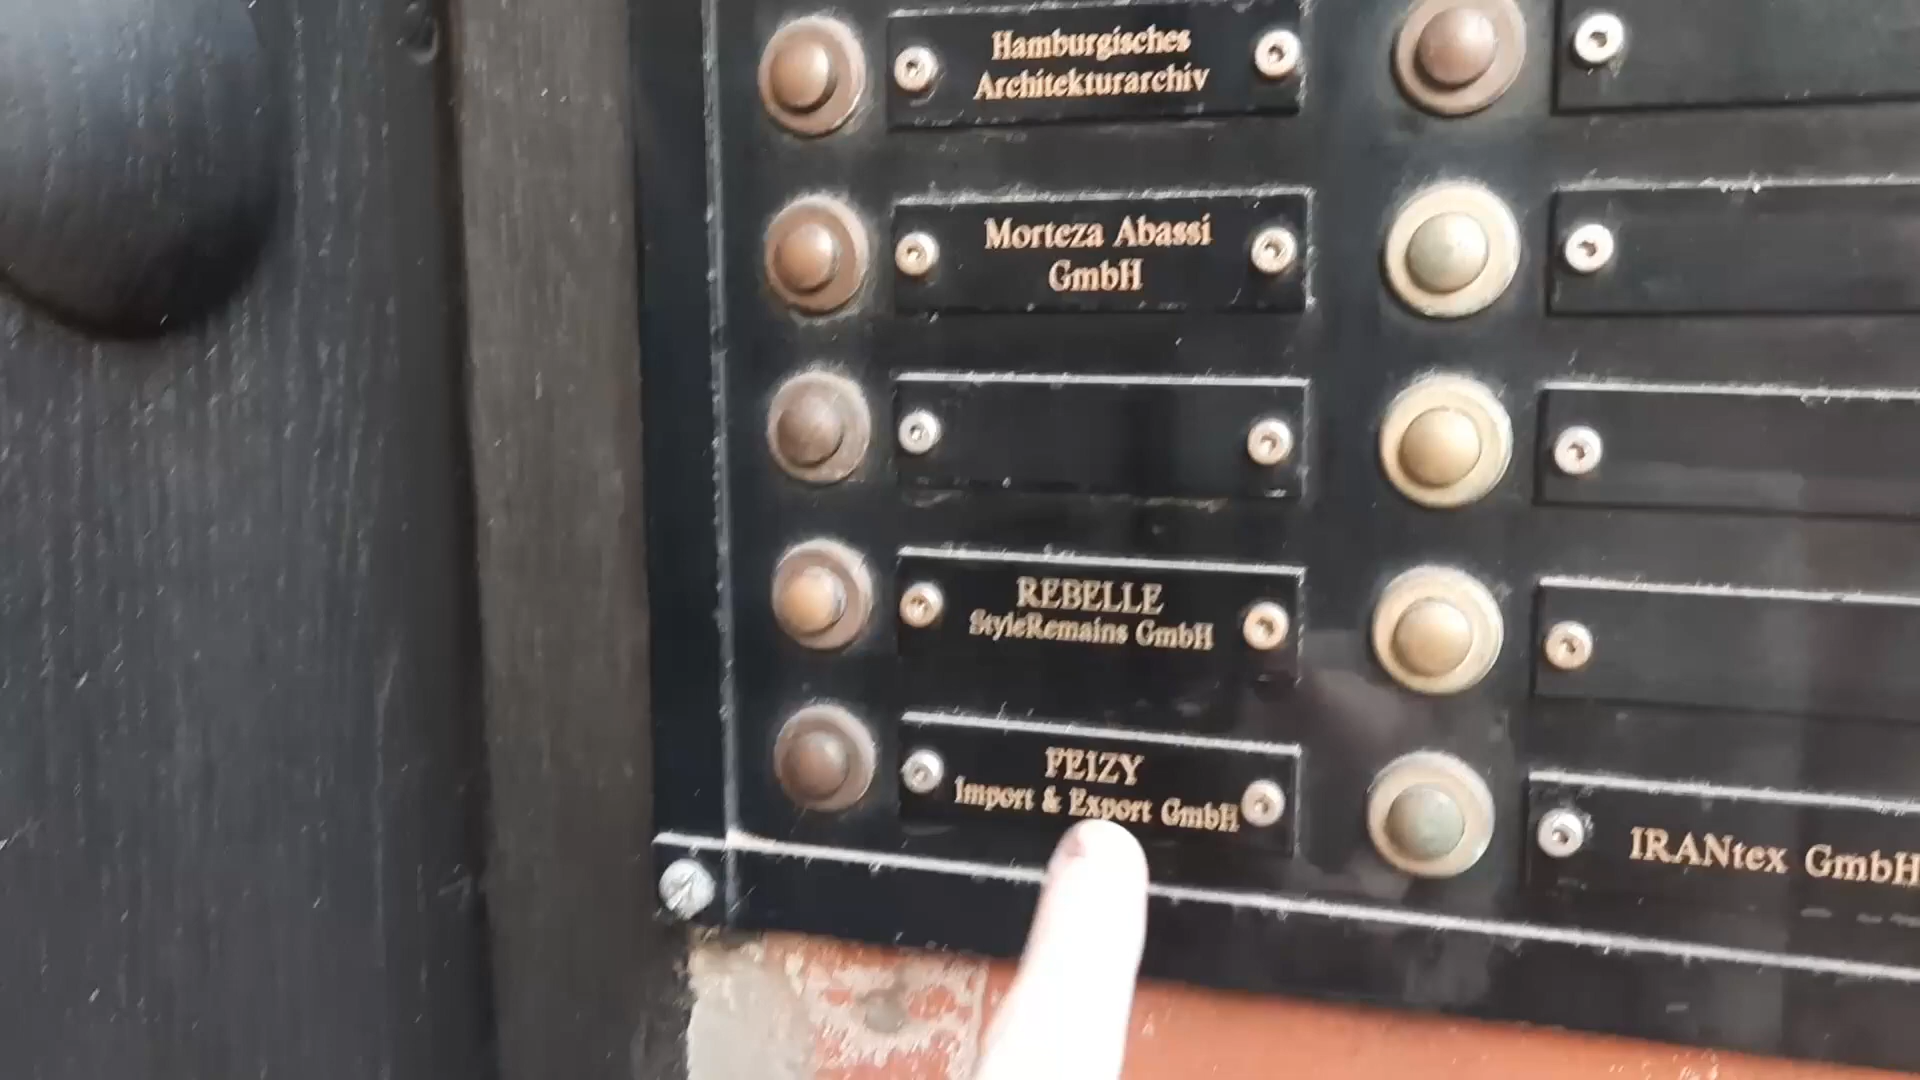 Hamburgisches
Architekturarchiv
Morteza Abassi
GmbH
REBELLE
StyleRemains GmbH
FEIZY
Import & Export GmbH
IRANtex GmbH